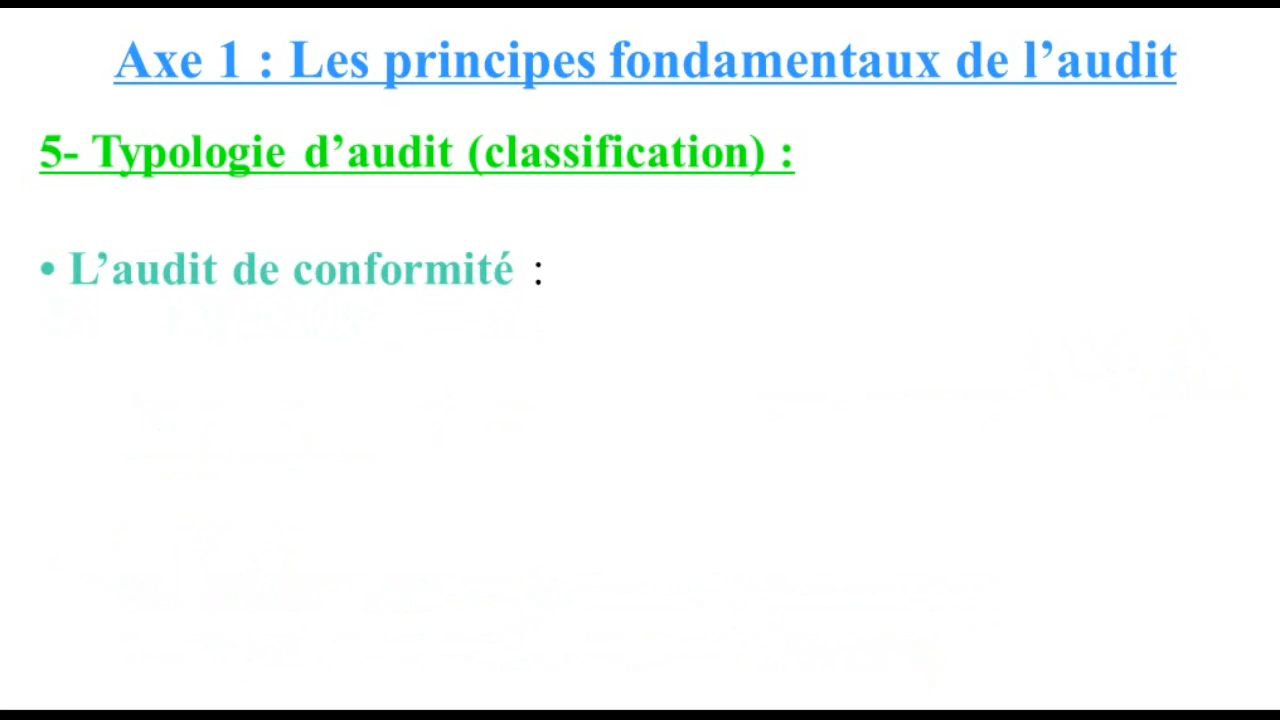 Axe 1 : Les principes fondamentaux de l’audit
5- Typologie d’audit (classification) :
• L’audit de conformité :